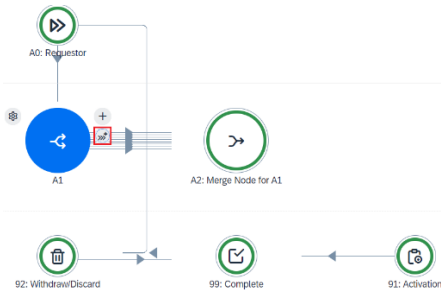 A0: Requestor
A1
A2: Merge Node for A1
92: Withdraw/Discard
99: Complete
91: Activation